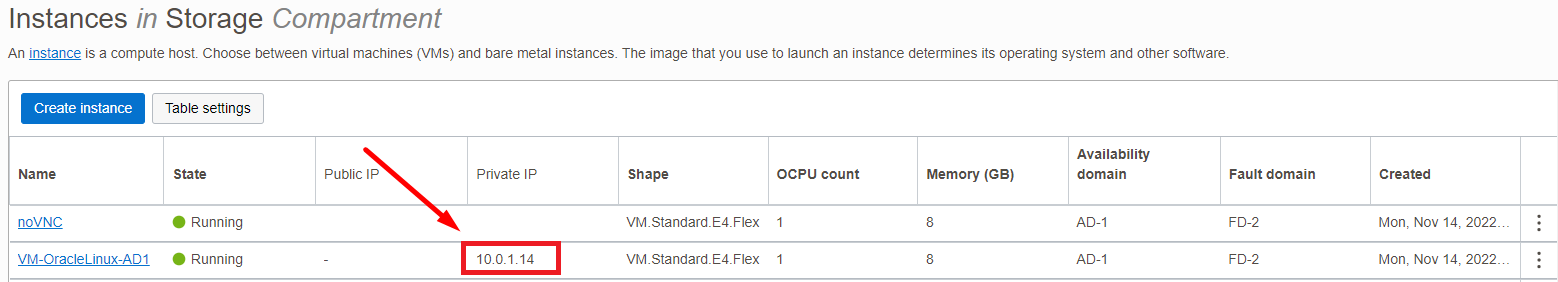 Instances in Storage Compartment
An instance is a compute host. Choose between virtual machines (VMs) and bare metal instances. The image that you use to launch an instance determines its operating system and other software.
Create instance Table settings
Name State Public IP Private IP Shape OCPU count Memory (GB) Availability domain Fault domain Created
noVNC Running VM.Standard.E4.Flex 1 8 AD-1 FD-2 Mon, Nov 14, 2022...
VM-OracleLinux-AD1 Running - 10.0.1.14 VM.Standard.E4.Flex 1 8 AD-1 FD-2 Mon, Nov 14, 2022...